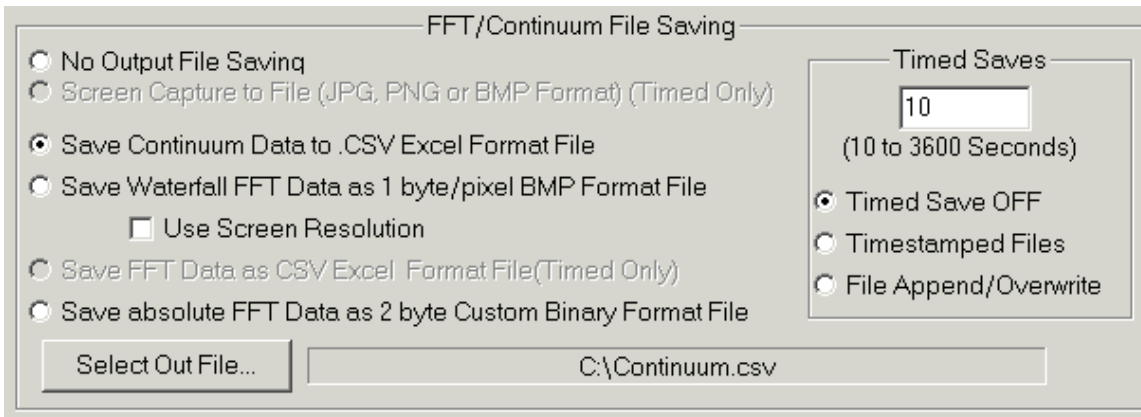 FFT/Continuum File Saving
No Output File Saving
Screen Capture to File (JPG, PNG or BMP Format) (Timed Only)
Save Continuum Data to .CSV Excel Format File
Save Waterfall FFT Data as 1 byte/pixel BMP Format File
Use Screen Resolution
Save FFT Data as CSV Excel Format File(Timed Only)
Save absolute FFT Data as 2 byte Custom Binary Format File
Select Out File...
C:\Continuum.csv
Timed Saves
10
(10 to 3600 Seconds)
Timed Save OFF
Timestamped Files
File Append/Overwrite